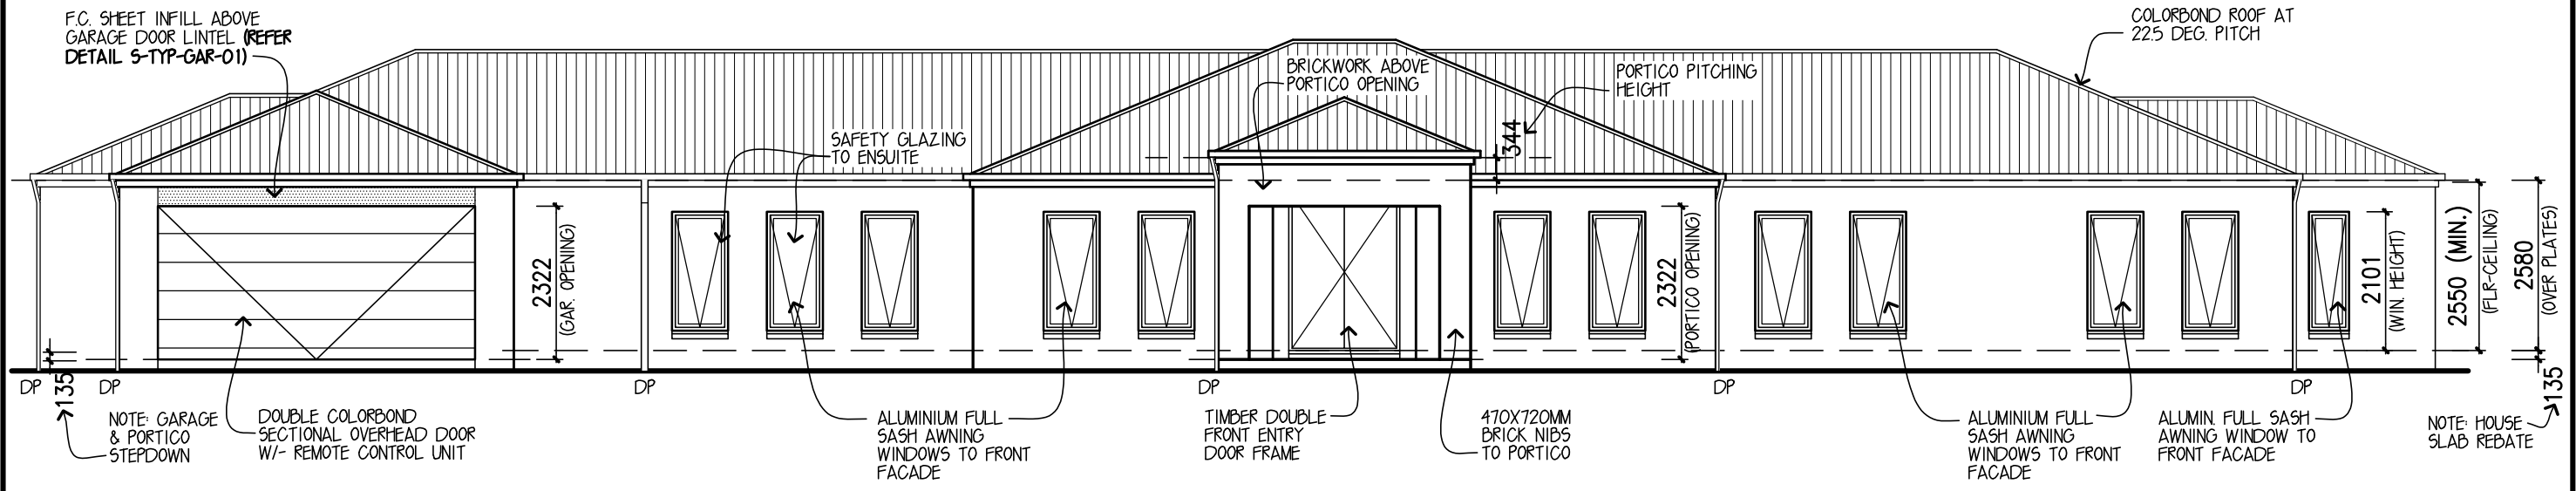 F.C. SHEET INFILL ABOVE
GARAGE DOOR LINTEL (REFER
DETAIL S-TYP-GAR-01)
SAFETY GLAZING
TO ENSUITE
BRICKWORK ABOVE
PORTICO OPENING
PORTICO PITCHING
HEIGHT
344
COLORBOND ROOF AT
22.5 DEG. PITCH
2322
(GAR. OPENING)
2322
(PORTICO OPENING)
2101
(WIN. HEIGHT)
2550 (MIN.)
(FLR-CEILING)
2580
(OVER PLATES)
DP
DP
DP
DP
DP
DP
135
135
NOTE: GARAGE
& PORTICO
STEPDOWN
DOUBLE COLORBOND
SECTIONAL OVERHEAD DOOR
W/- REMOTE CONTROL UNIT
ALUMINIUM FULL
SASH AWNING
WINDOWS TO FRONT
FACADE
TIMBER DOUBLE
FRONT ENTRY
DOOR FRAME
470X720MM
BRICK NIBS
TO PORTICO
ALUMINIUM FULL
SASH AWNING
WINDOWS TO FRONT
FACADE
ALUMIN. FULL SASH
AWNING WINDOW TO
FRONT FACADE
NOTE: HOUSE
SLAB REBATE